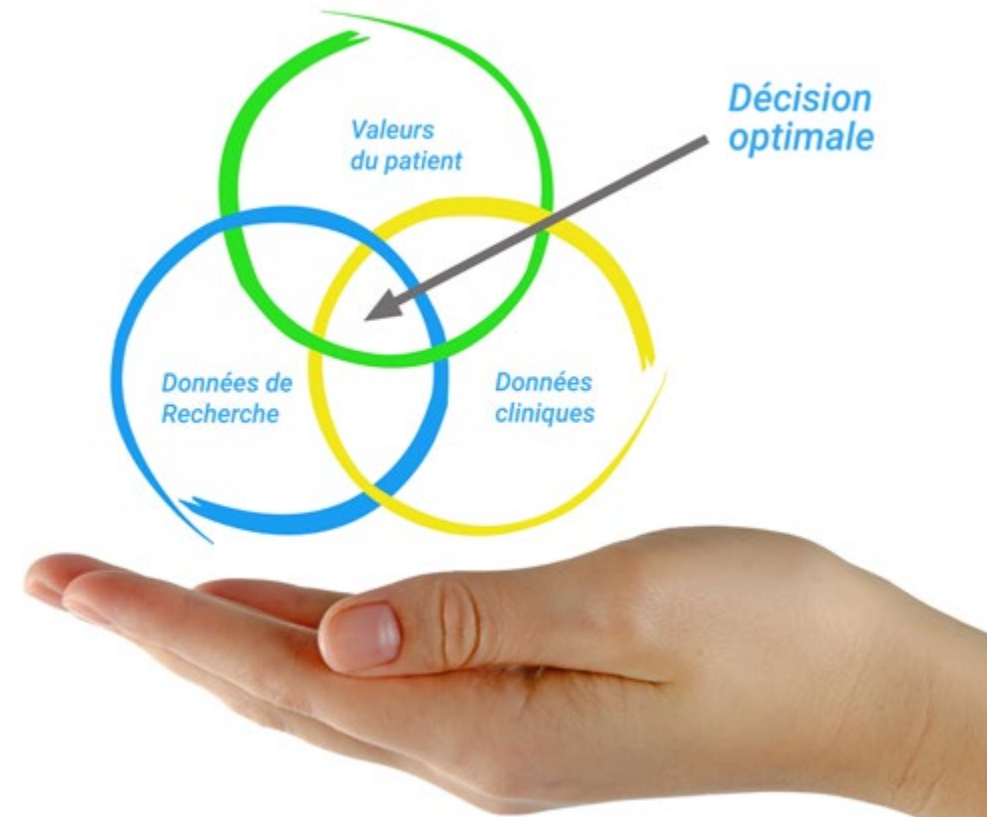 Valeurs
du patient
Décision
optimale
Données de
Recherche
Données
cliniques